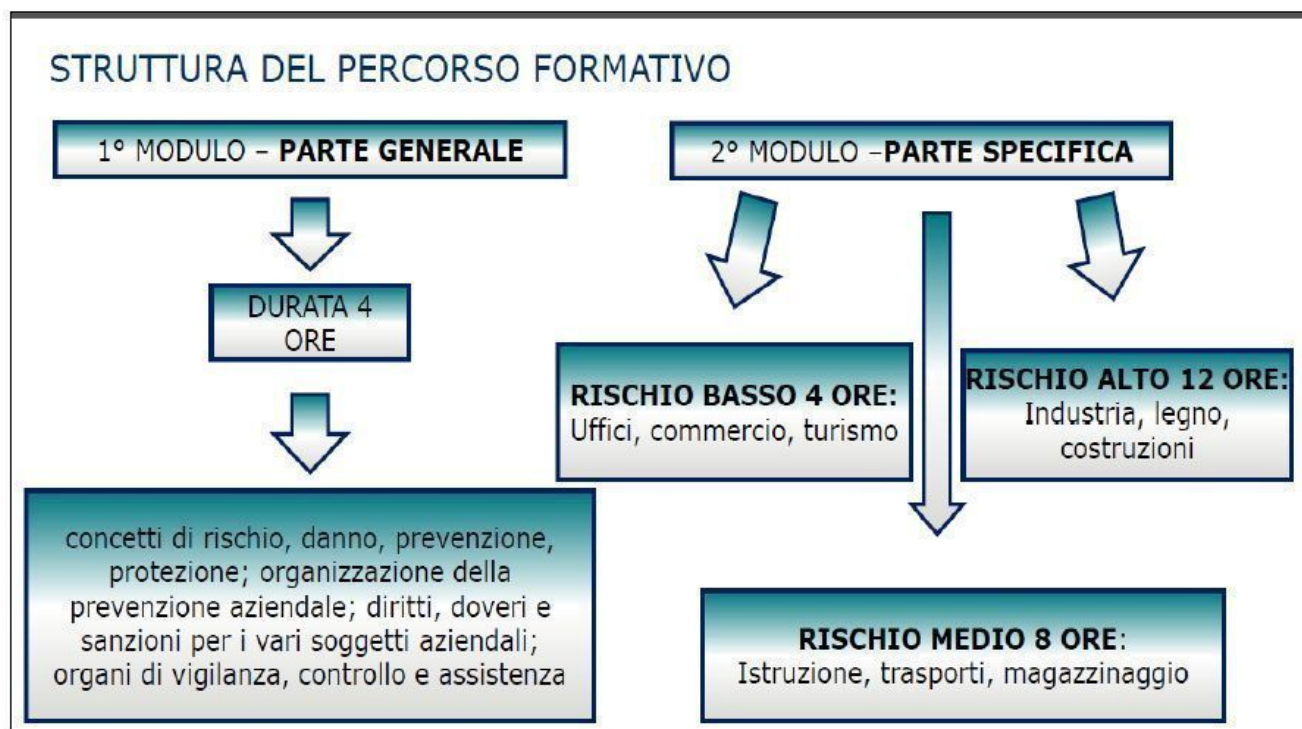 STRUTTURA DEL PERCORSO FORMATIVO
1° MODULO – PARTE GENERALE
DURATA 4
ORE
concetti di rischio, danno, prevenzione,
protezione; organizzazione della
prevenzione aziendale; diritti, doveri e
sanzioni per i vari soggetti aziendali;
organi di vigilanza, controllo e assistenza
2° MODULO –PARTE SPECIFICA
RISCHIO BASSO 4 ORE:
Uffici, commercio, turismo
RISCHIO ALTO 12 ORE:
Industria, legno,
costruzioni
RISCHIO MEDIO 8 ORE:
Istruzione, trasporti, magazzinaggio